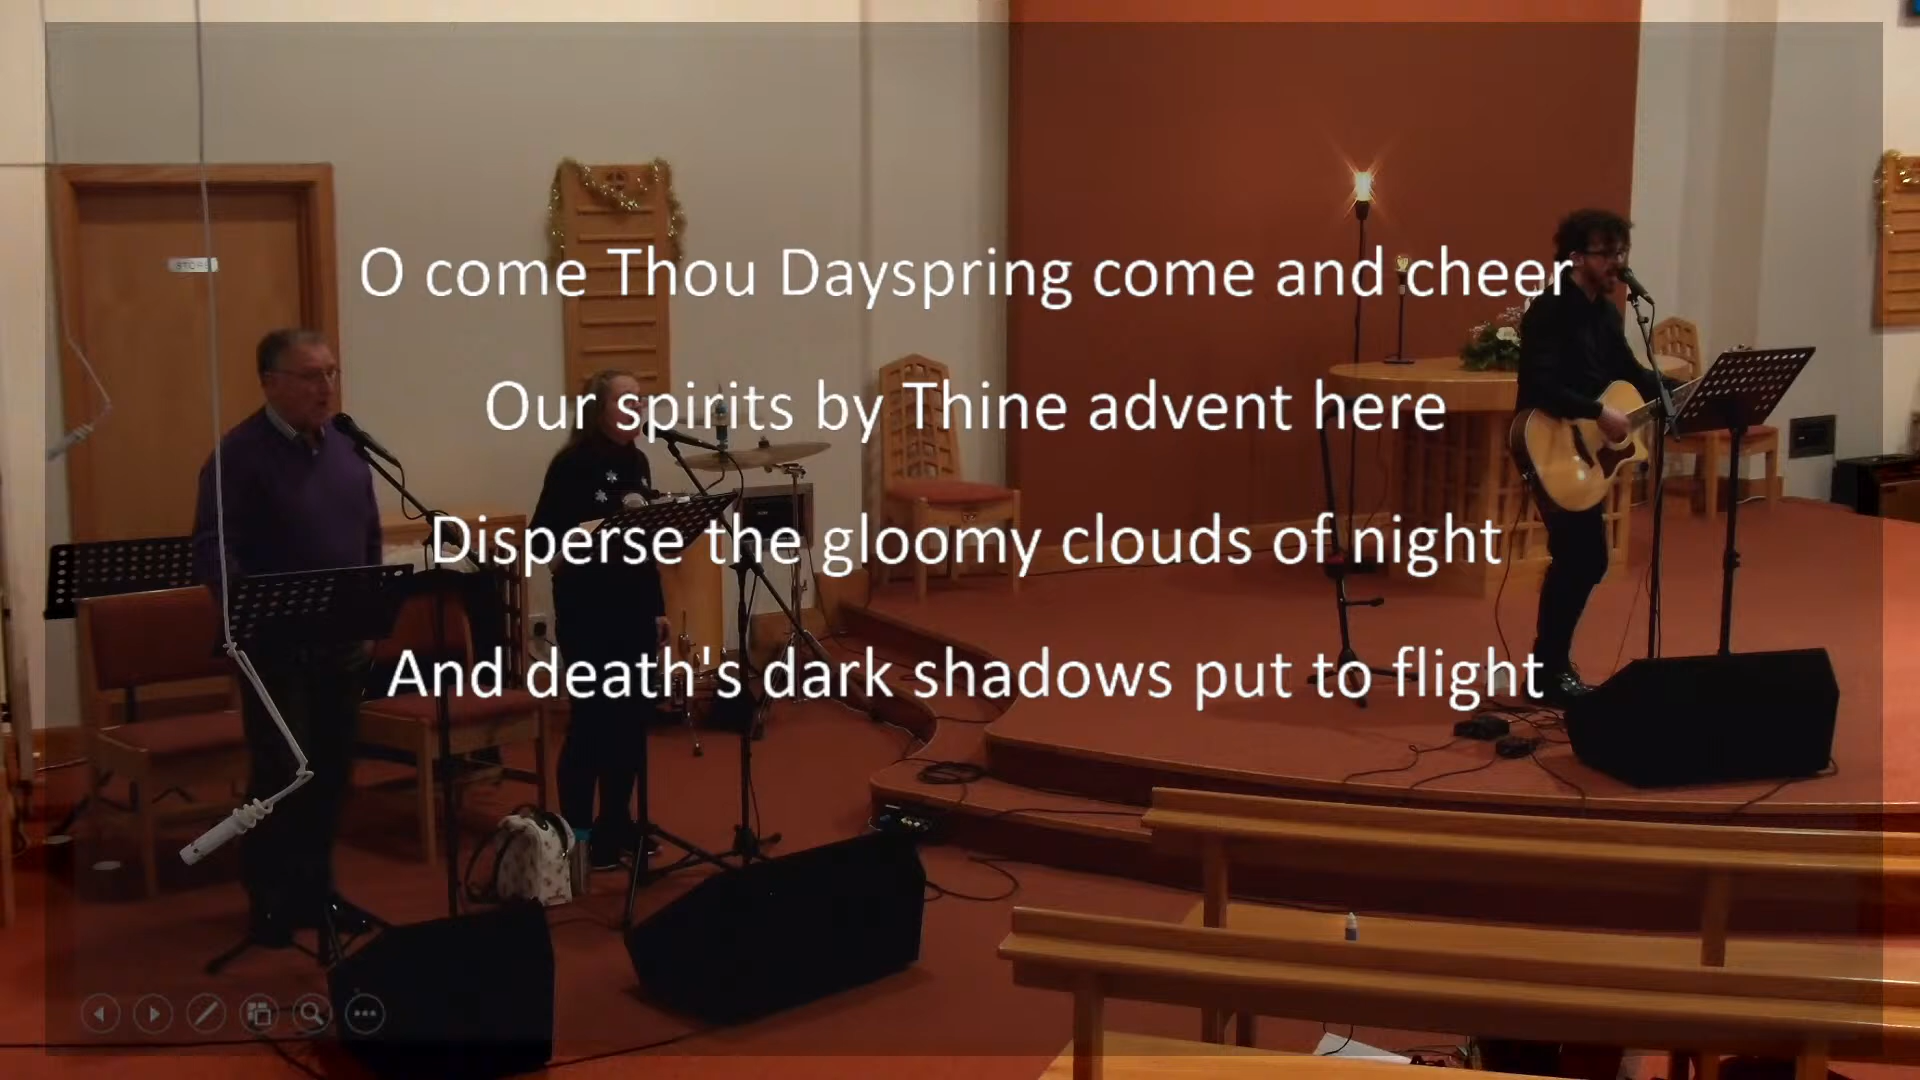 STORE
O come Thou Dayspring come and cheer
Our spirits by Thine advent here
Disperse the gloomy clouds of night
And death's dark shadows put to flight